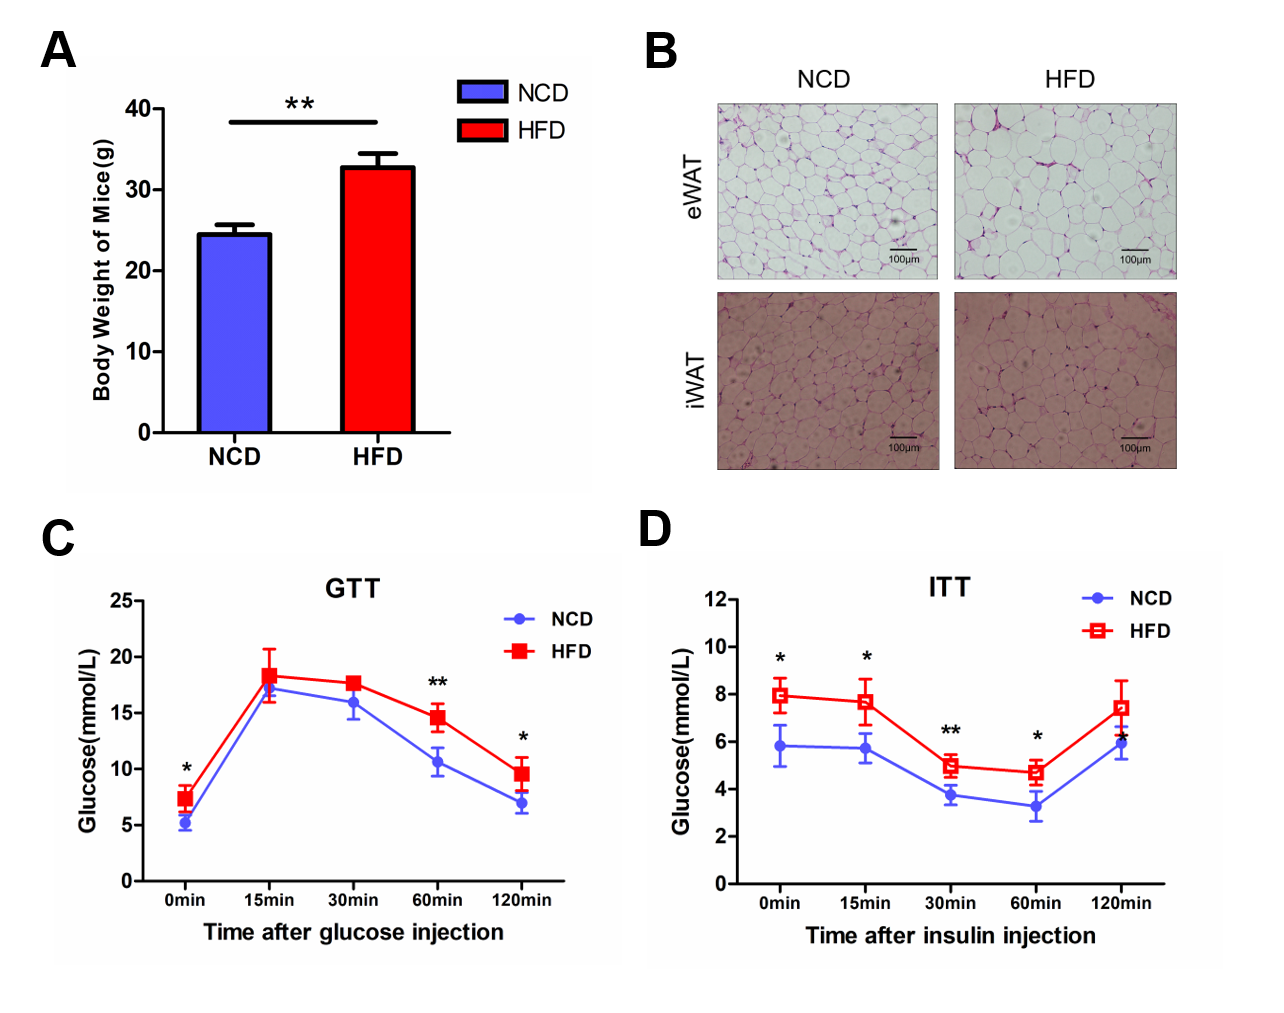 A
**
NCD
HFD
Body Weight of Mice(g)
40
30
20
10
0
NCD
HFD
B
NCD
HFD
eWAT
100μm
100μm
iWAT
100μm
100μm
C
GTT
NCD
HFD
Glucose(mmol/L)
25
20
15
10
5
0
*
**
*
0min
15min
30min
60min
120min
Time after glucose injection
D
ITT
NCD
HFD
Glucose(mmol/L)
12
10
8
6
4
2
0
*
*
**
*
*
0min
15min
30min
60min
120min
Time after insulin injection